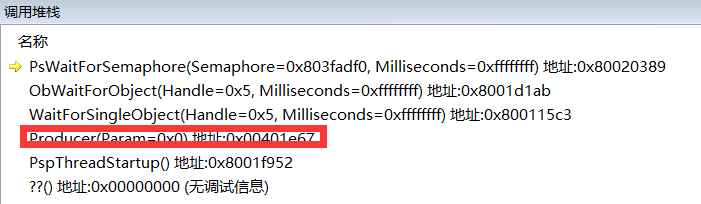 调用堆栈
名称
PsWaitForSemaphore(Semaphore=0x803fadf0, Milliseconds=0xffffffff) 地址:0x80020389
ObWaitForObject(Handle=0x5, Milliseconds=0xffffffff) 地址:0x8001d1ab
WaitForSingleObject(Handle=0x5, Milliseconds=0xffffffff) 地址:0x800115c3
Producer(Param=0x0) 地址:0x00401e67
PspThreadStartup() 地址:0x8001f952
??() 地址:0x00000000 (无调试信息)